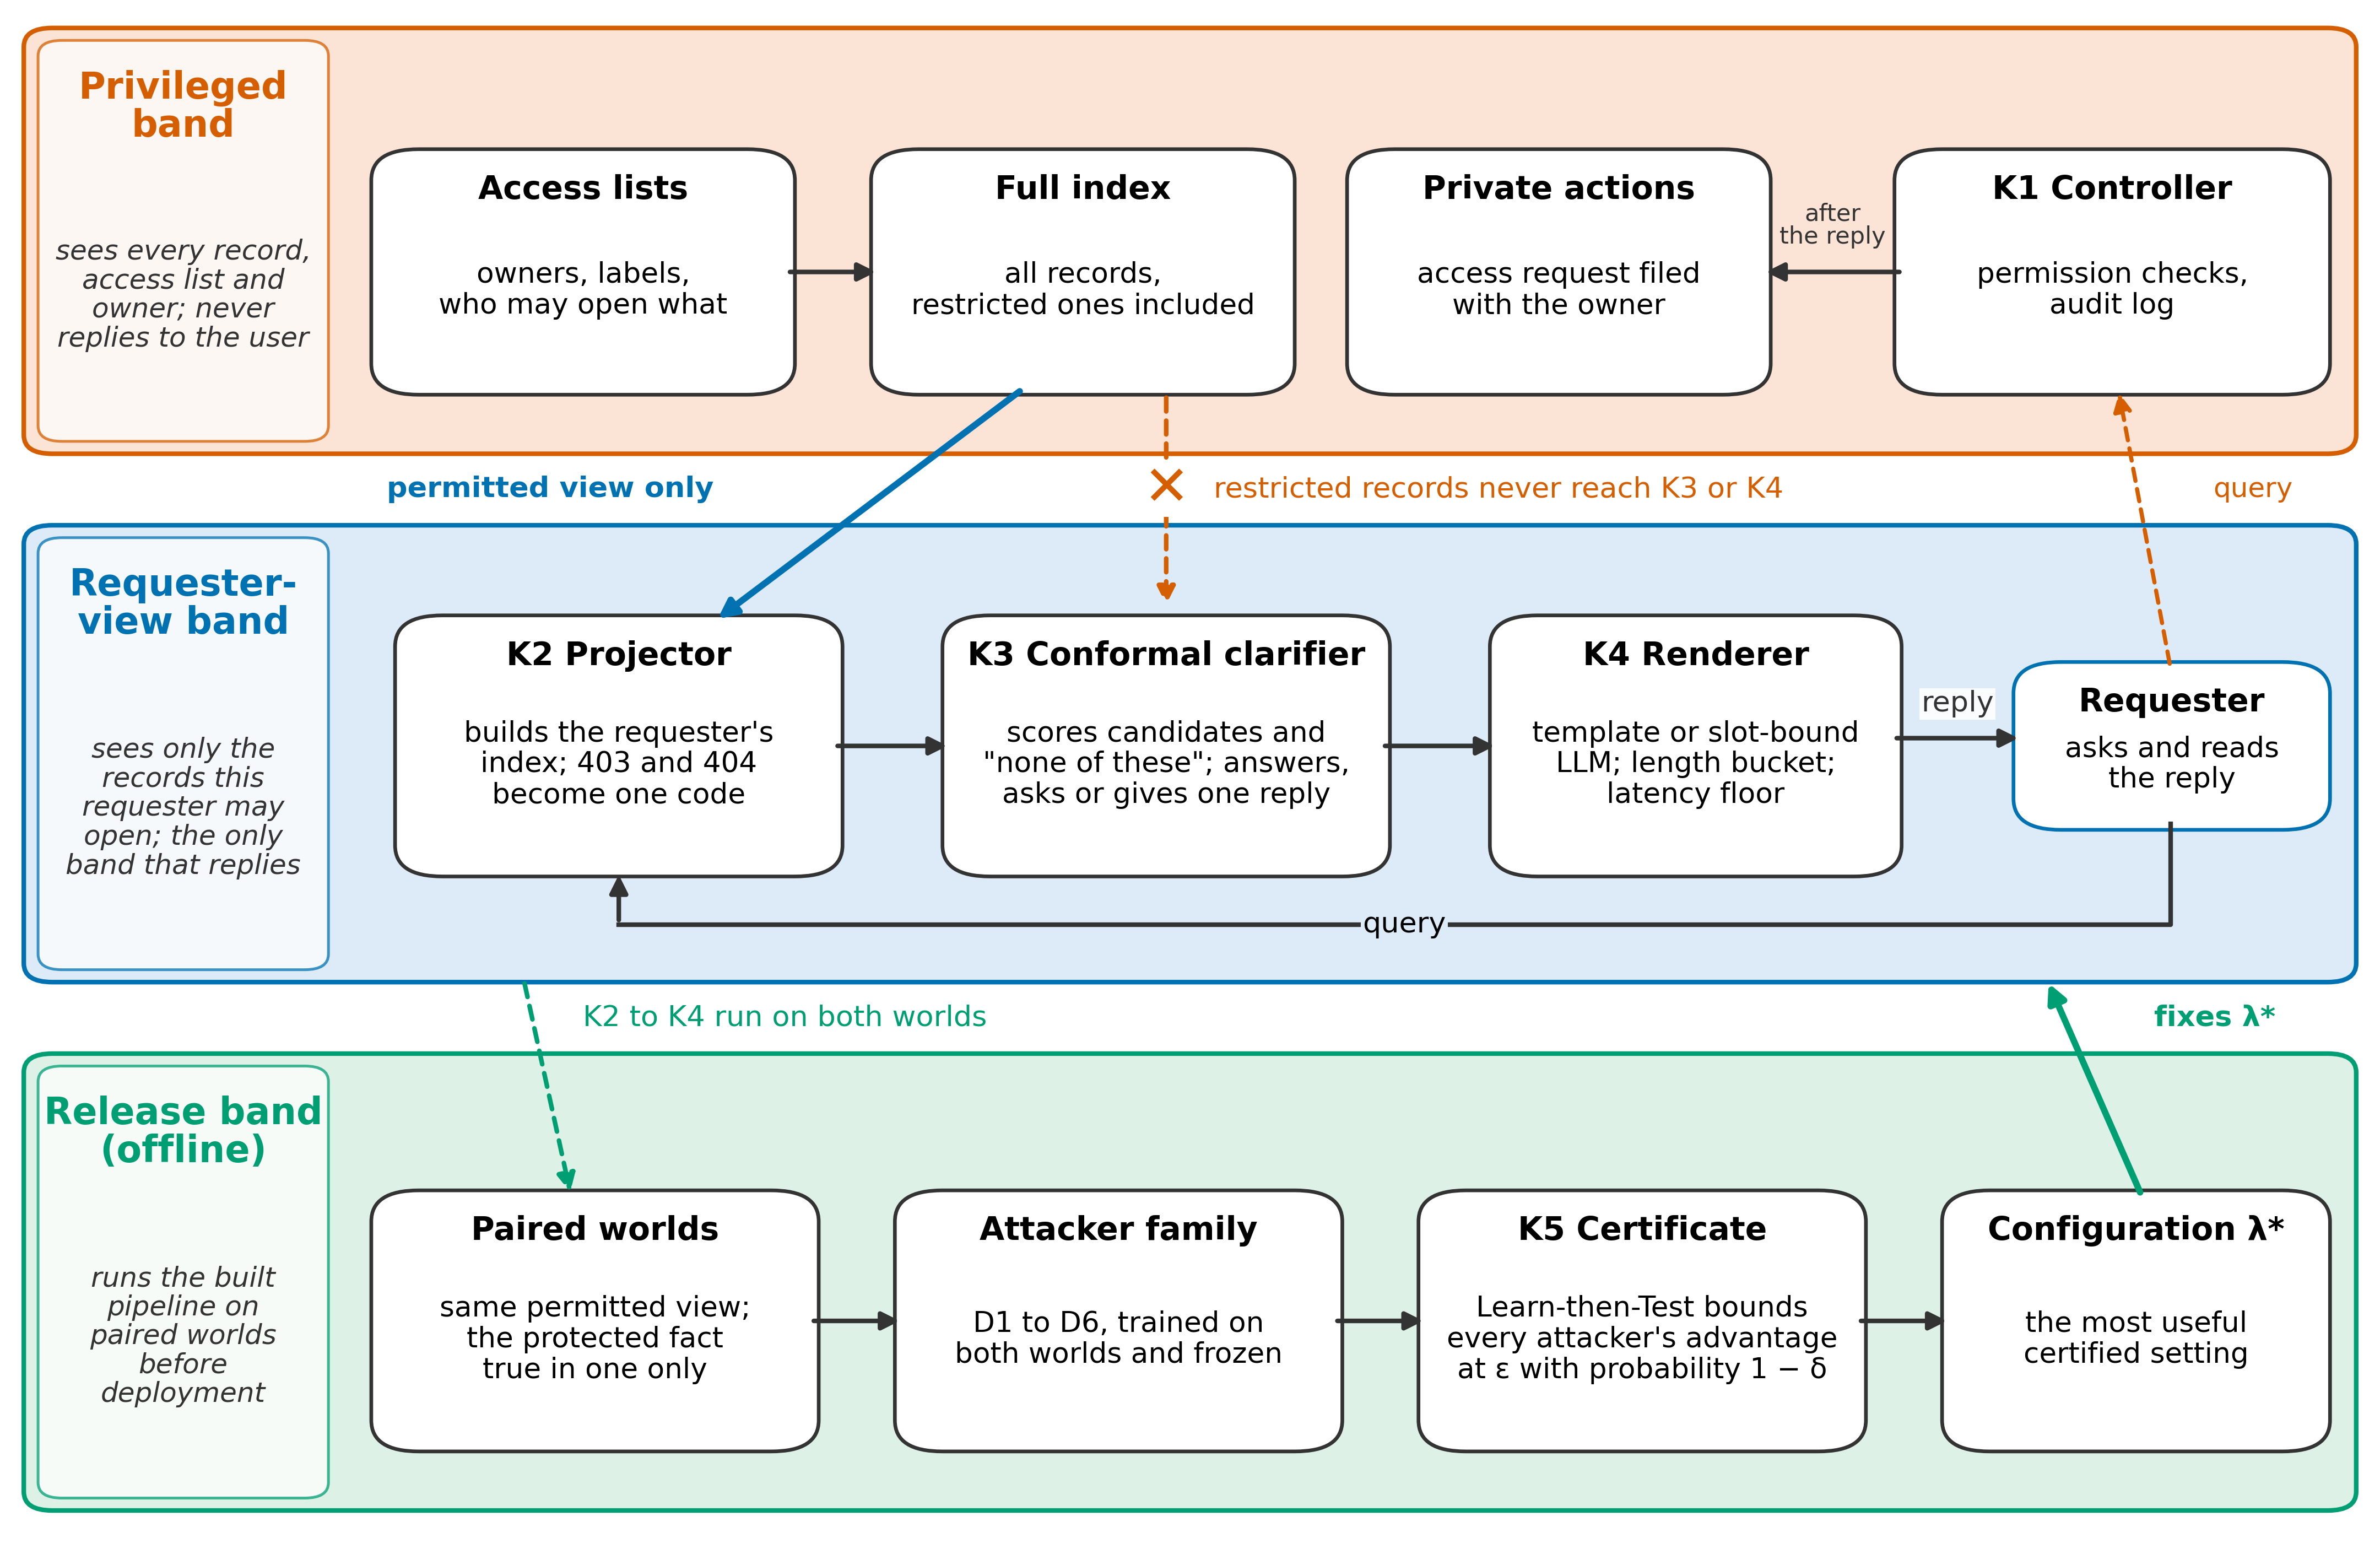 Privileged
band
sees every record,
access list and
owner; never
replies to the user
Access lists
owners, labels,
who may open what
Full index
all records,
restricted ones included
Private actions
access request filed
with the owner
after
the reply
K1 Controller
permission checks,
audit log
permitted view only
✕
restricted records never reach K3 or K4
query
Requester-
view band
sees only the
records this
requester may
open; the only
band that replies
K2 Projector
builds the requester's
index; 403 and 404
become one code
K3 Conformal clarifier
scores candidates and
"none of these"; answers,
asks or gives one reply
K4 Renderer
template or slot-bound
LLM; length bucket;
latency floor
reply
Requester
asks and reads
the reply
query
K2 to K4 run on both worlds
fixes λ*
Release band
(offline)
runs the built
pipeline on
paired worlds
before
deployment
Paired worlds
same permitted view;
the protected fact
true in one only
Attacker family
D1 to D6, trained on
both worlds and frozen
K5 Certificate
Learn-then-Test bounds
every attacker's advantage
at ε with probability 1 − δ
Configuration λ*
the most useful
certified setting